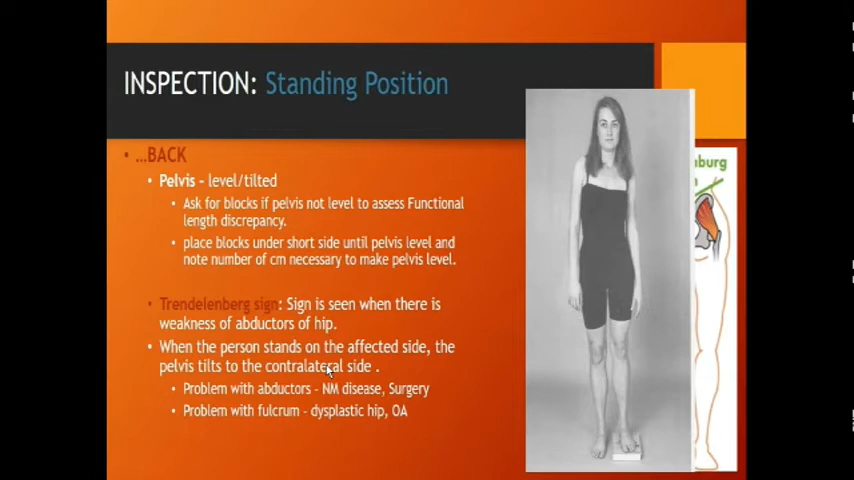 INSPECTION: Standing Position
• …BACK
• Pelvis – level/tilted
• Ask for blocks if pelvis not level to assess Functional
length discrepancy.
• place blocks under short side until pelvis level and
note number of cm necessary to make pelvis level.
• Trendelenberg sign: Sign is seen when there is
weakness of abductors of hip.
• When the person stands on the affected side, the
pelvis tilts to the contralateral side .
• Problem with abductors – NM disease, Surgery
• Problem with fulcrum – dysplastic hip, OA